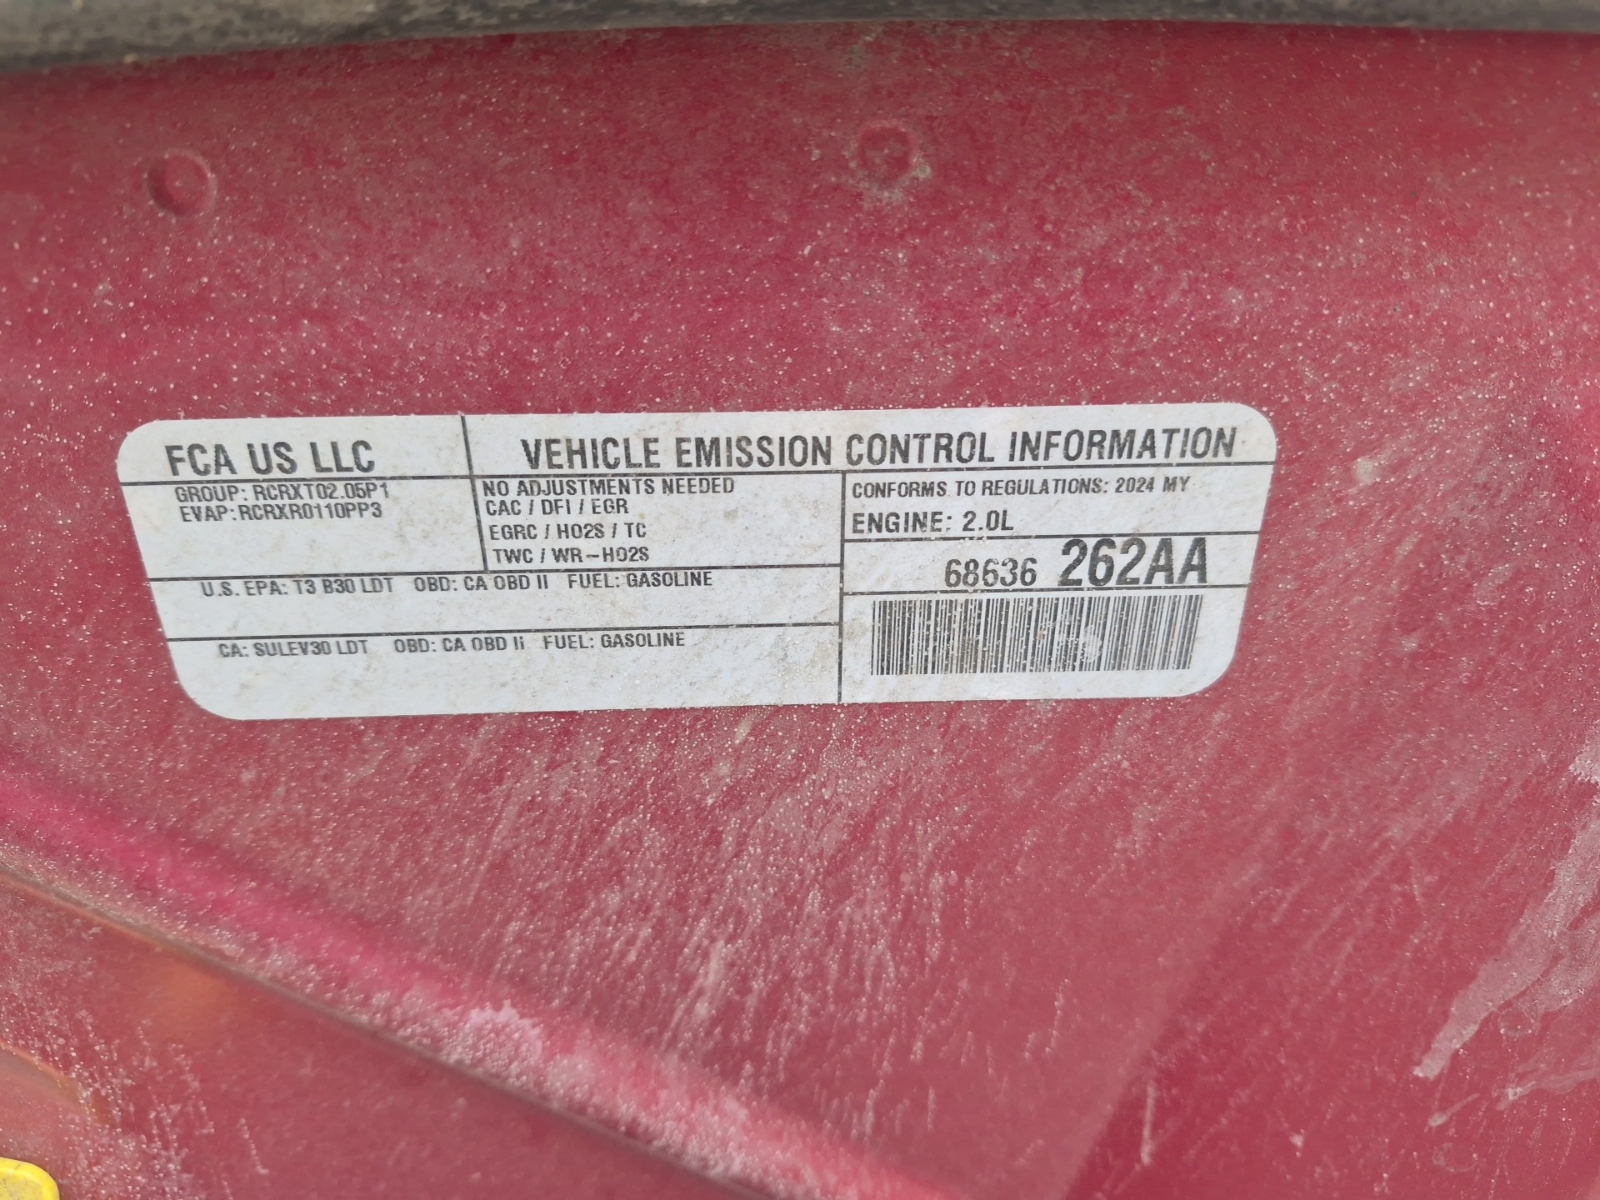 FCA US LLC
VEHICLE EMISSION CONTROL INFORMATION
GROUP: RCRXT02.05P1
EVAP:RCRXR0110PP3
NO ADJUSTMENTS NEEDED
CAC / DFI / EGR
EGRC / HO2S / TC
TWC / WR-HO2S
CONFORMS TO REGULATIONS: 2024 MY
ENGINE: 2.0L
68636 262AA
U.S. EPA: T3 B30 LDT OBD: CA OBD II FUEL: GASOLINE
CA: SULEV30 LDT OBD: CA OBD II FUEL: GASOLINE